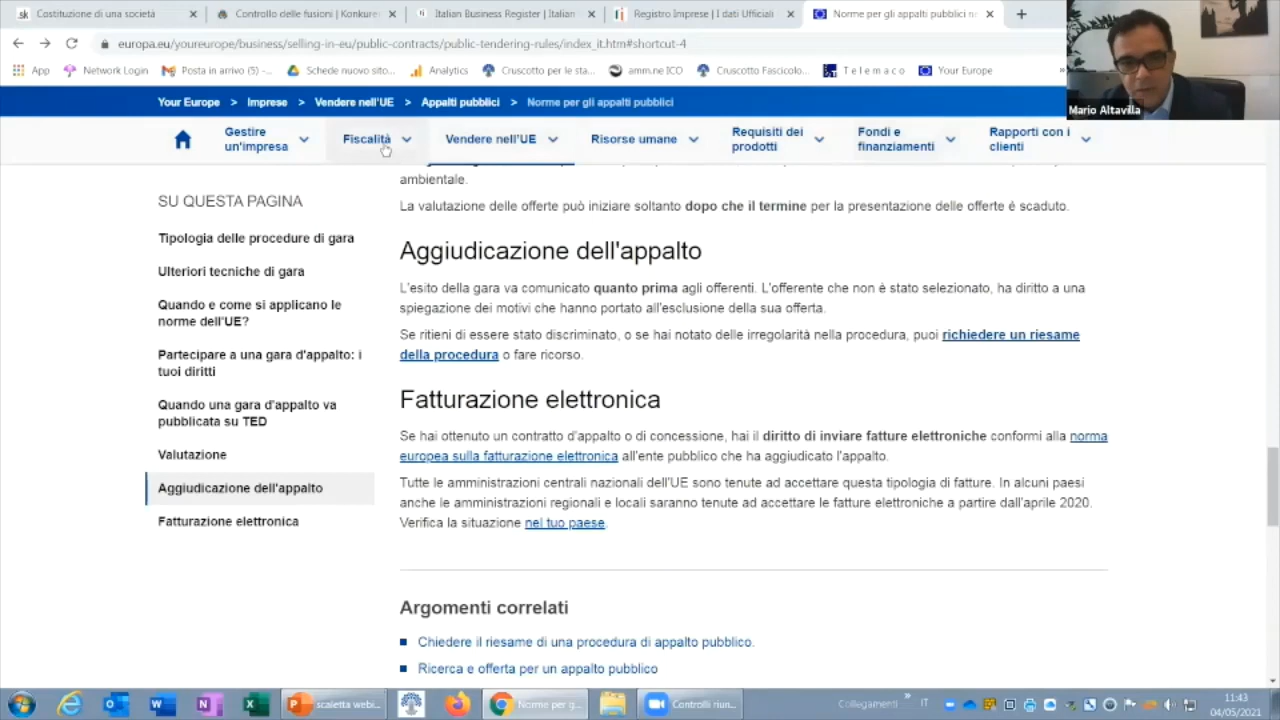 Costituzione di una società
Controllo delle fusioni | Konkure
Italian Business Register | Italian
Registro Imprese | I dati Ufficiali
Norme per gli appalti pubblici ne
europa.eu/youreurope/business/selling-in-eu/public-contracts/public-tendering-rules/index_it.htm#shortcut-4
App
Network Login
Posta in arrivo (5) -...
Schede nuovo sito...
Analytics
Cruscotto per le sta...
amm.ne ICO
Cruscotto Fascicolo...
Telemaco
Your Europe
Mario Altavilla
Your Europe > Imprese > Vendere nell'UE > Appalti pubblici > Norme per gli appalti pubblici
Gestire un'impresa
Fiscalità
Vendere nell'UE
Risorse umane
Requisiti dei prodotti
Fondi e finanziamenti
Rapporti con i clienti
SU QUESTA PAGINA
Tipologia delle procedure di gara
Ulteriori tecniche di gara
Quando e come si applicano le
norme dell'UE?
Partecipare a una gara d'appalto: i
tuoi diritti
Quando una gara d'appalto va
pubblicata su TED
Valutazione
Aggiudicazione dell'appalto
Fatturazione elettronica
ambientale.
La valutazione delle offerte può iniziare soltanto dopo che il termine per la presentazione delle offerte è scaduto.
Aggiudicazione dell'appalto
L'esito della gara va comunicato quanto prima agli offerenti. L'offerente che non è stato selezionato, ha diritto a una
spiegazione dei motivi che hanno portato all'esclusione della sua offerta.
Se ritieni di essere stato discriminato, o se hai notato delle irregolarità nella procedura, puoi richiedere un riesame
della procedura o fare ricorso.
Fatturazione elettronica
Se hai ottenuto un contratto d'appalto o di concessione, hai il diritto di inviare fatture elettroniche conformi alla norma
europea sulla fatturazione elettronica all'ente pubblico che ha aggiudicato l'appalto.
Tutte le amministrazioni centrali nazionali dell'UE sono tenute ad accettare questa tipologia di fatture. In alcuni paesi
anche le amministrazioni regionali e locali saranno tenute ad accettare le fatture elettroniche a partire dall'aprile 2020.
Verifica la situazione nel tuo paese.
Argomenti correlati
Chiedere il riesame di una procedura di appalto pubblico.
Ricerca e offerta per un appalto pubblico
scaletta webi...
Norme per g...
Controlli riun...
Collegamenti
IT
11:43
04/05/2021